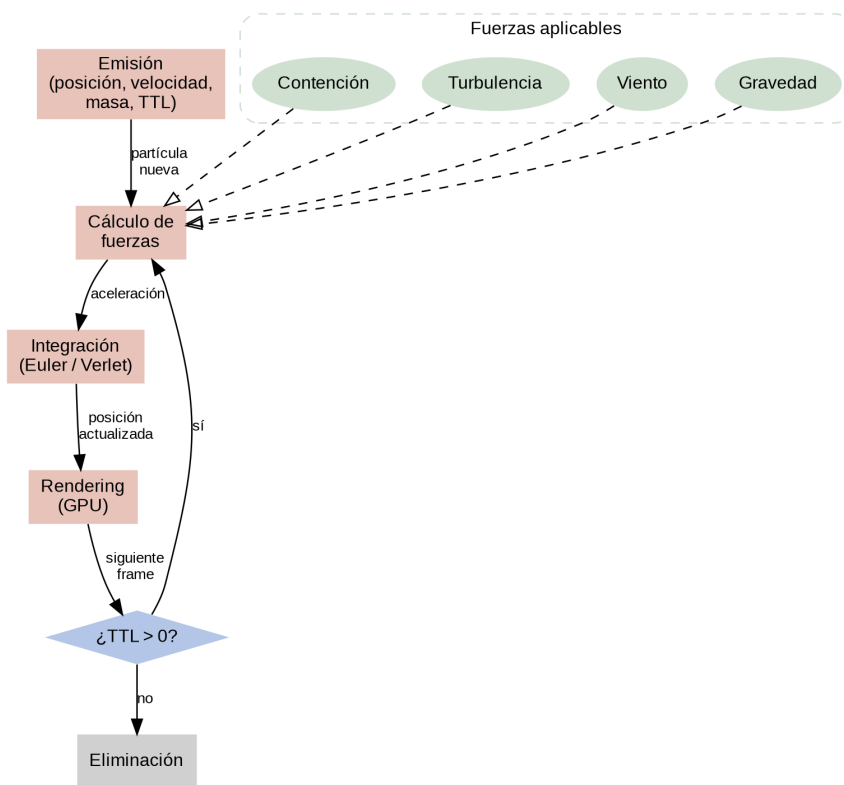 Fuerzas aplicables
Emisión
(posición, velocidad,
masa, TTL)
Contención
Turbulencia
Viento
Gravedad
partícula
nueva
Cálculo de
fuerzas
aceleración
Integración
(Euler / Verlet)
posición
actualizada
sí
Rendering
(GPU)
siguiente
frame
¿TTL > 0?
no
Eliminación